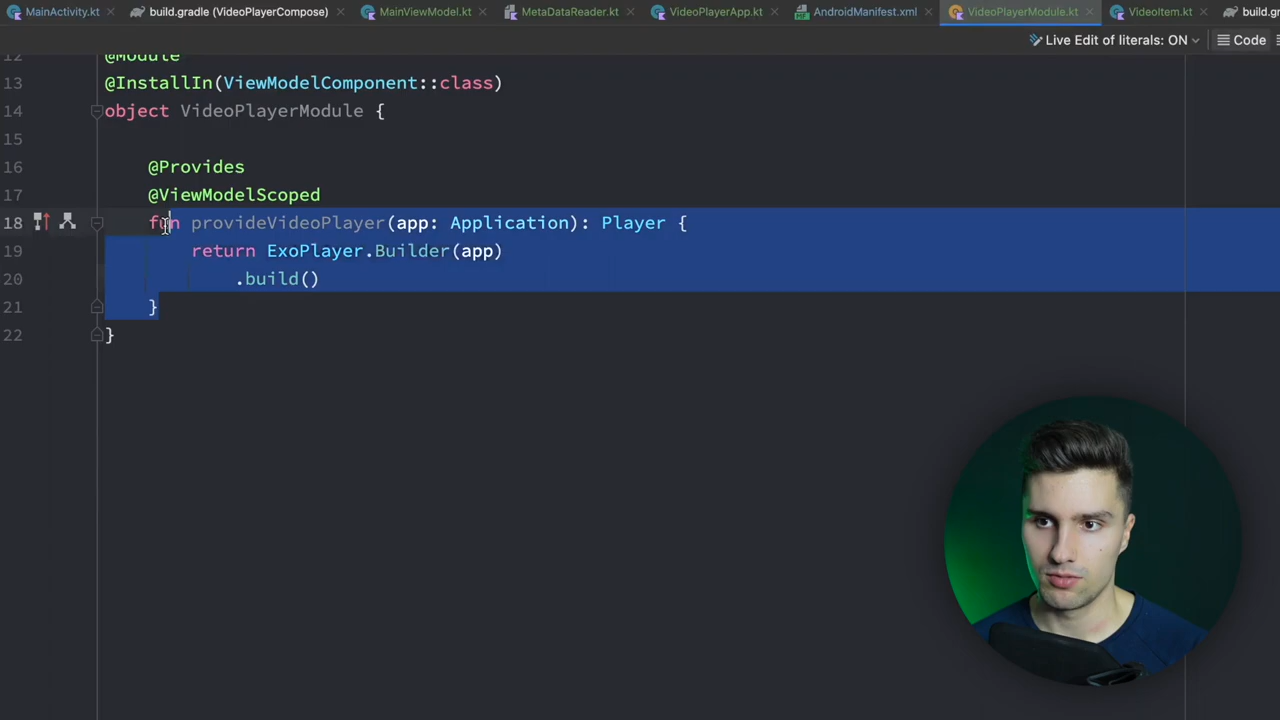 MainActivity.kt build.gradle (VideoPlayerCompose) MainViewModel.kt MetaDataReader.kt VideoPlayerApp.kt AndroidManifest.xml VideoPlayerModule.kt VideoItem.kt build.gr
Live Edit of literals: ON Code
12 @Module
13 @InstallIn(ViewModelComponent::class)
14 object VideoPlayerModule {
15
16 @Provides
17 @ViewModelScoped
18 fun provideVideoPlayer(app: Application): Player {
19 return ExoPlayer.Builder(app)
20 .build()
21 }
22 }